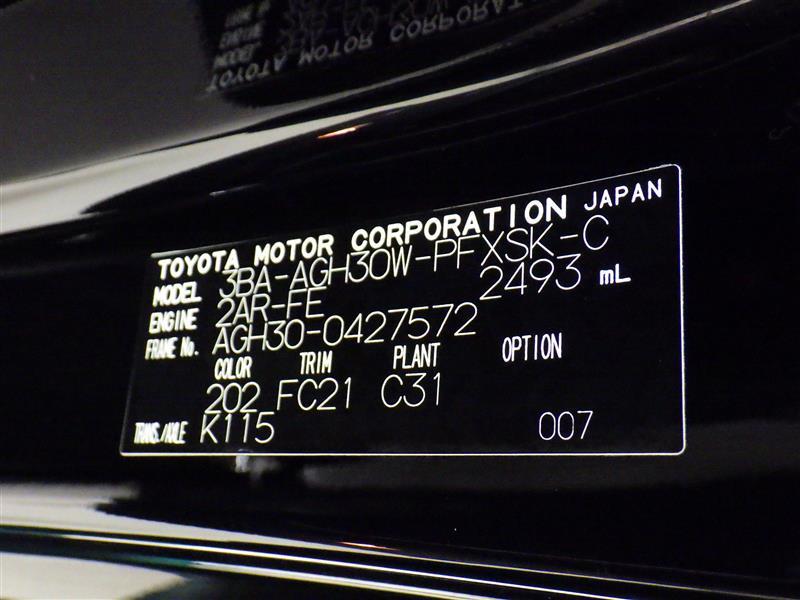 TOYOTA MOTOR CORPORATION JAPAN
MODEL 3BA-AGH30W-PFXSK-C
ENGINE 2AR-FE 2493 mL
FRAME No. AGH30-0427572
COLOR TRIM PLANT OPTION
202 FC21 C31
TRANS./AXLE K115 007